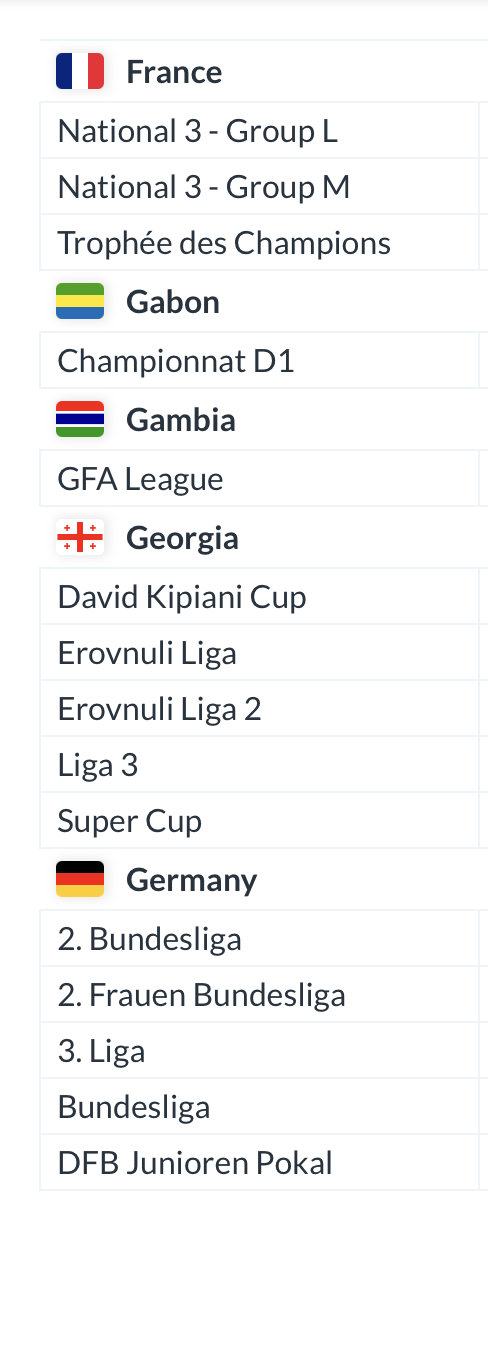 France
National 3 - Group L
National 3 - Group M
Trophée des Champions
Gabon
Championnat D1
Gambia
GFA League
Georgia
David Kipiani Cup
Erovnuli Liga
Erovnuli Liga 2
Liga 3
Super Cup
Germany
2. Bundesliga
2. Frauen Bundesliga
3. Liga
Bundesliga
DFB Junioren Pokal